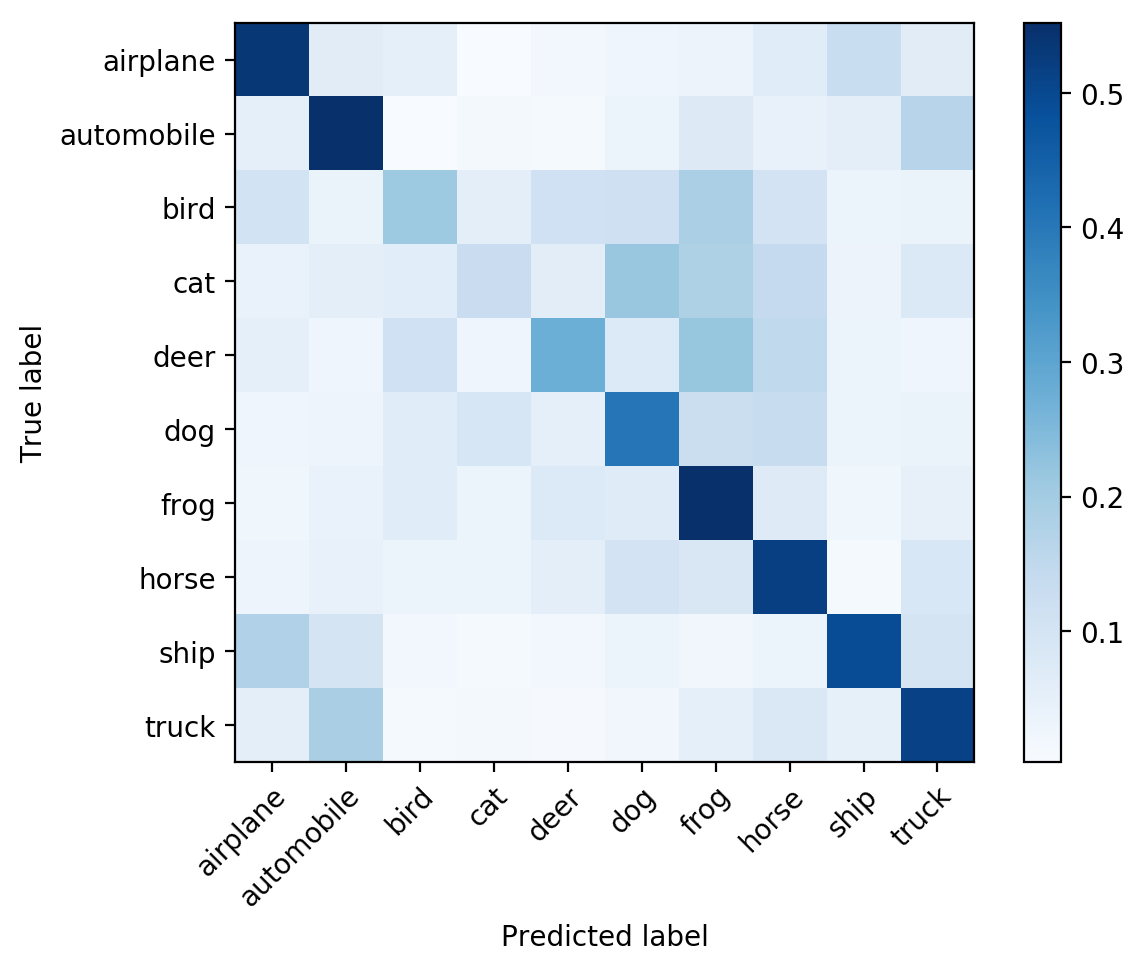 True label
airplane
automobile
bird
cat
deer
dog
frog
horse
ship
truck
airplane
automobile
bird
cat
deer
dog
frog
horse
ship
truck
Predicted label
0.5
0.4
0.3
0.2
0.1